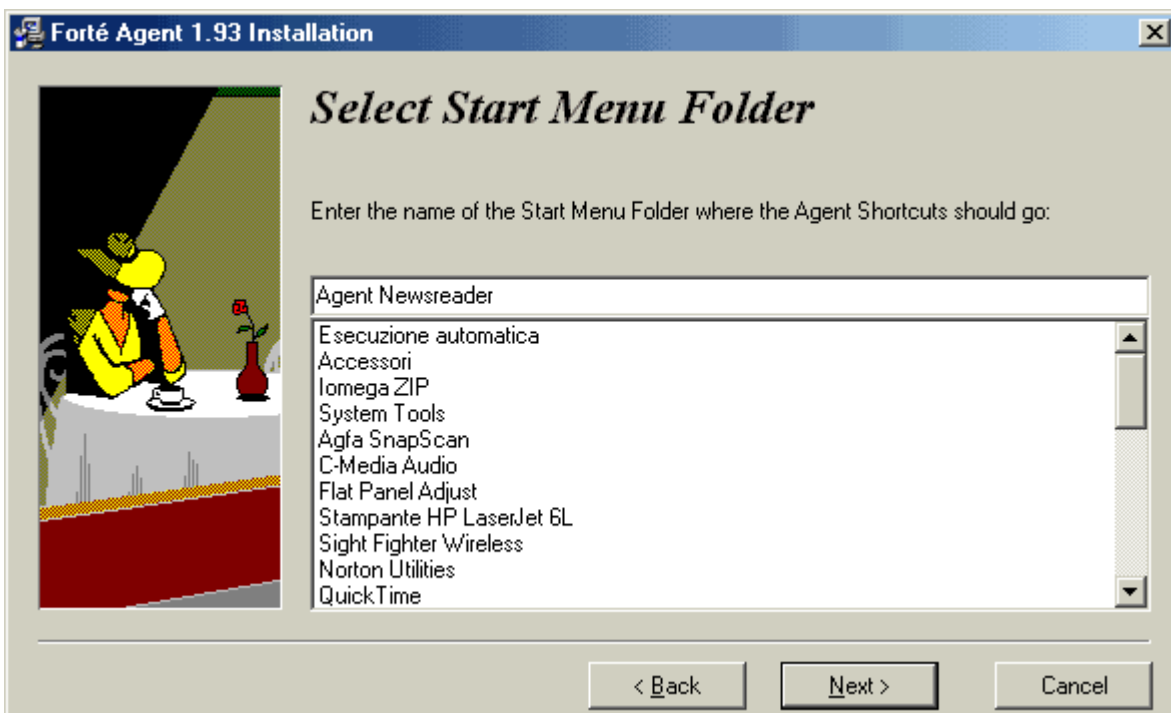 Forté Agent 1.93 Installation
Select Start Menu Folder
Enter the name of the Start Menu Folder where the Agent Shortcuts should go:
Agent Newsreader
Esecuzione automatica
Accessori
Iomega ZIP
System Tools
Agfa SnapScan
C-Media Audio
Flat Panel Adjust
Stampante HP LaserJet 6L
Sight Fighter Wireless
Norton Utilities
QuickTime
< Back
Next >
Cancel